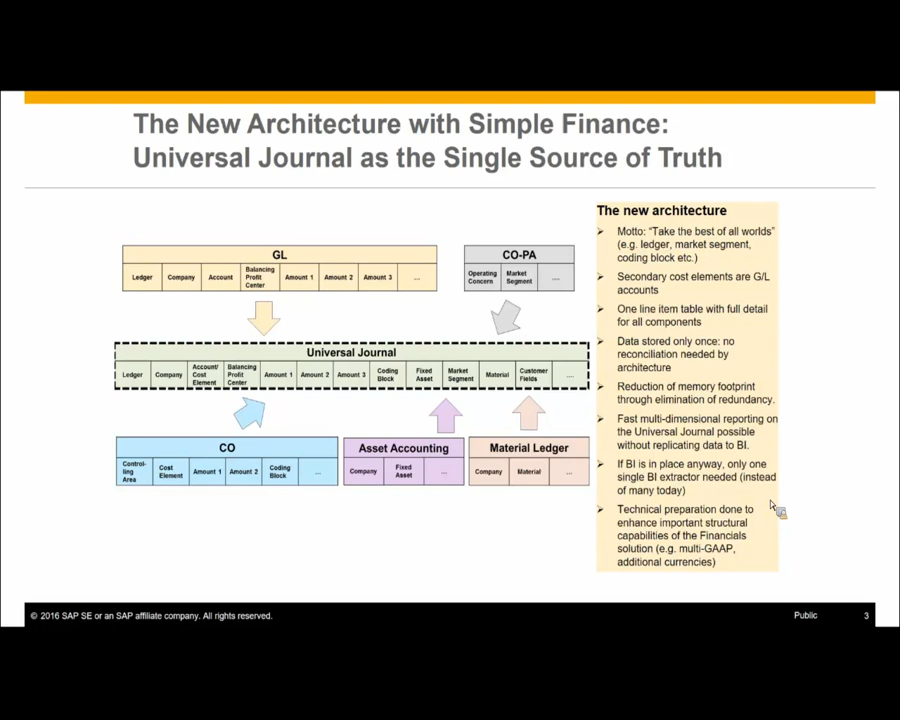 The New Architecture with Simple Finance:
Universal Journal as the Single Source of Truth
GL
Ledger
Company
Account
Balancing
Profit
Center
Amount 1
Amount 2
Amount 3
...
CO-PA
Operating
Concern
Market
Segment
....
Universal Journal
Ledger
Company
Account/
Cost
Element
Balancing
Profit
Center
Amount 1
Amount 2
Amount 3
Coding
Block
Fixed
Asset
Market
Segment
Material
Customer
Fields
....
CO
Control-
ling
Area
Cost
Element
Amount 1
Amount 2
Coding
Block
...
Asset Accounting
Company
Fixed
Asset
...
Material Ledger
Company
Material
...
The new architecture
Motto: “Take the best of all worlds”
(e.g. ledger, market segment,
coding block etc.)
Secondary cost elements are G/L
accounts
One line item table with full detail
for all components
Data stored only once: no
reconciliation needed by
architecture
Reduction of memory footprint
through elimination of redundancy.
Fast multi-dimensional reporting on
the Universal Journal possible
without replicating data to BI.
If BI is in place anyway, only one
single BI extractor needed (instead
of many today)
Technical preparation done to
enhance important structural
capabilities of the Financials
solution (e.g. multi-GAAP,
additional currencies)
© 2016 SAP SE or an SAP affiliate company. All rights reserved.
Public
3